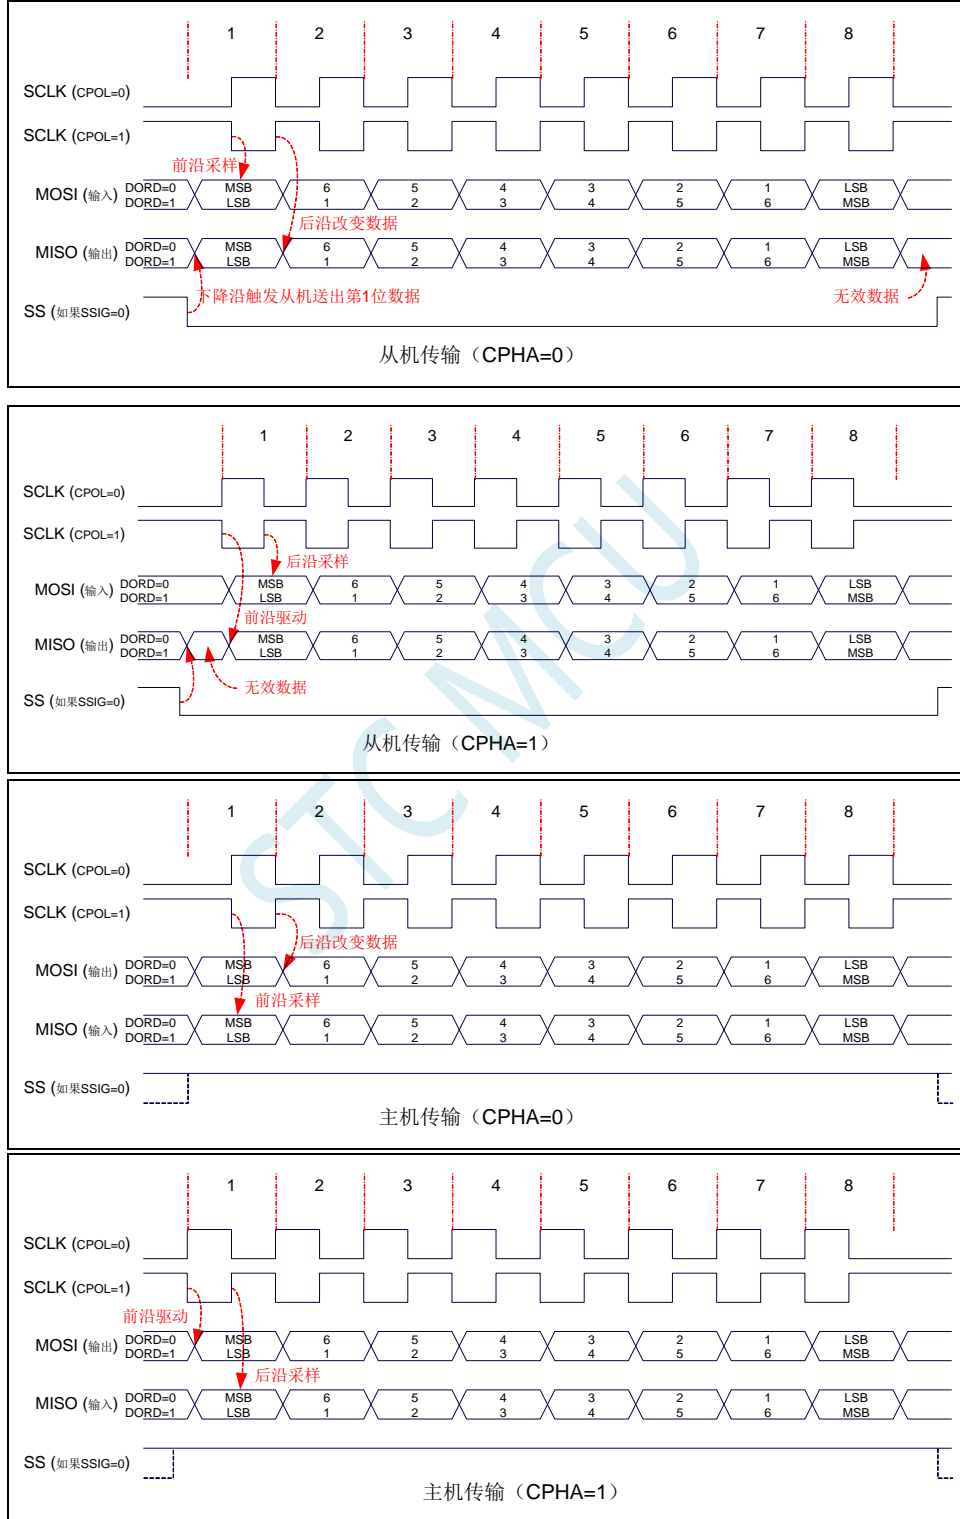 1 2 3 4 5 6 7 8
SCLK (CPOL=0)
SCLK (CPOL=1)
前沿采样
MOSI (输入) DORD=0 MSB 6 5 4 3 2 1 LSB
DORD=1 LSB 1 2 3 4 5 6 MSB
后沿改变数据
MISO (输出) DORD=0 MSB 6 5 4 3 2 1 LSB
DORD=1 LSB 1 2 3 4 5 6 MSB
下降沿触发从机送出第1位数据 无效数据
SS (如果SSIG=0)
从机传输（CPHA=0）
1 2 3 4 5 6 7 8
SCLK (CPOL=0)
SCLK (CPOL=1)
后沿采样
MOSI (输入) DORD=0 MSB 6 5 4 3 2 1 LSB
DORD=1 LSB 1 2 3 4 5 6 MSB
前沿驱动
MISO (输出) DORD=0 MSB 6 5 4 3 2 1 LSB
DORD=1 LSB 1 2 3 4 5 6 MSB
无效数据
SS (如果SSIG=0)
从机传输（CPHA=1）
STC MCU
1 2 3 4 5 6 7 8
SCLK (CPOL=0)
SCLK (CPOL=1)
后沿改变数据
MOSI (输出) DORD=0 MSB 6 5 4 3 2 1 LSB
DORD=1 LSB 1 2 3 4 5 6 MSB
前沿采样
MISO (输入) DORD=0 MSB 6 5 4 3 2 1 LSB
DORD=1 LSB 1 2 3 4 5 6 MSB
SS (如果SSIG=0)
主机传输（CPHA=0）
1 2 3 4 5 6 7 8
SCLK (CPOL=0)
SCLK (CPOL=1)
前沿驱动
MOSI (输出) DORD=0 MSB 6 5 4 3 2 1 LSB
DORD=1 LSB 1 2 3 4 5 6 MSB
后沿采样
MISO (输入) DORD=0 MSB 6 5 4 3 2 1 LSB
DORD=1 LSB 1 2 3 4 5 6 MSB
SS (如果SSIG=0)
主机传输（CPHA=1）